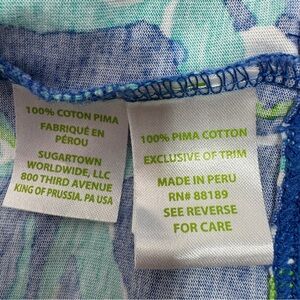 100% COTON PIMA
FABRIQUÉ EN
PÉROU
SUGARTOWN
WORLDWIDE, LLC
800 THIRD AVENUE
KING OF PRUSSIA. PA USA
100% PIMA COTTON
EXCLUSIVE OF TRIM
MADE IN PERU
RN# 88189
SEE REVERSE
FOR CARE